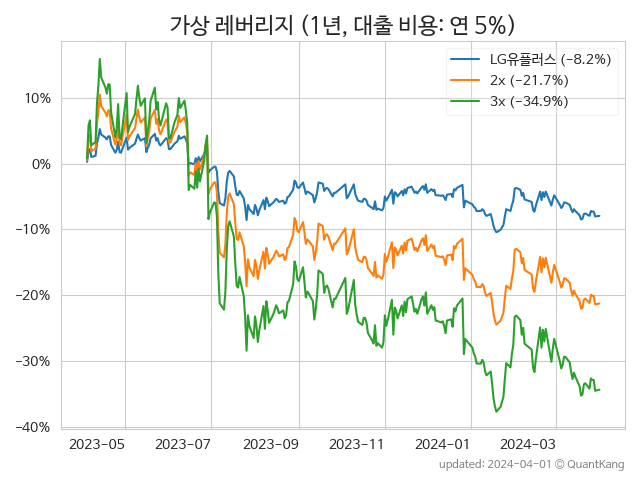 가상 레버리지 (1년, 대출 비용: 연 5%)
LG유플러스 (−8.2%)
2x (−21.7%)
3x (−34.9%)
10%
0%
−10%
−20%
−30%
−40%
2023-05 2023-07 2023-09 2023-11 2024-01 2024-03
updated: 2024-04-01 © QuantKang